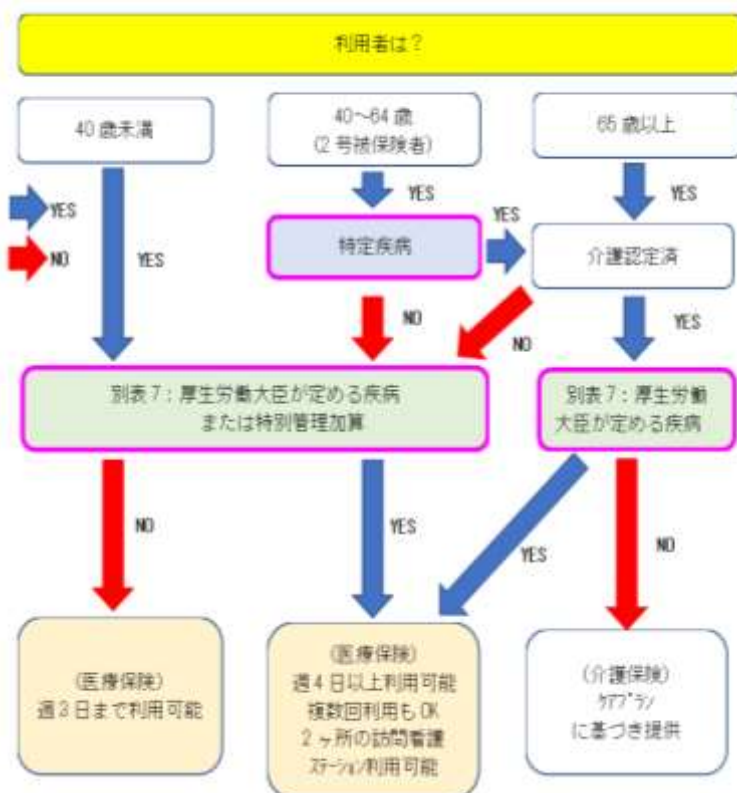 利用者は？
40歳未満
40～64歳
(2号被保険者)
65歳以上
YES
NO
YES
YES
YES
YES
特定疾病
介護認定済
NO
NO
YES
別表7：厚生労働大臣が定める疾病
または特別管理加算
別表7：厚生労働
大臣が定める疾病
NO
YES
YES
NO
(医療保険)
週3日まで利用可能
(医療保険)
週4日以上利用可能
複数回利用もOK
2ヶ所の訪問看護
ｽﾃｰｼｮﾝ利用可能
(介護保険)
ｹｱﾌﾟﾗﾝ
に基づき提供